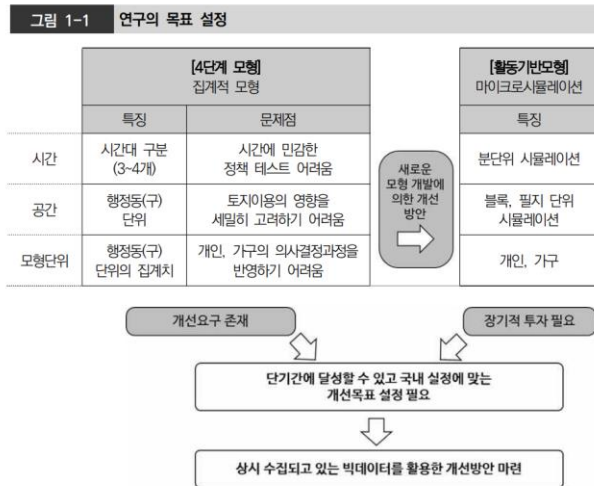 그림 1-1 연구의 목표 설정
[4단계 모형]
집계적 모형
[활동기반모형]
마이크로시뮬레이션
특징
문제점
특징
시간
시간대 구분
(3~4개)
시간에 민감한
정책 테스트 어려움
분단위 시뮬레이션
공간
행정동(구)
단위
토지이용의 영향을
세밀히 고려하기 어려움
블록, 필지 단위
시뮬레이션
모형단위
행정동(구)
단위의 집계치
개인, 가구의 의사결정과정을
반영하기 어려움
개인, 가구
새로운
모형 개발에
의한 개선
방안
개선요구 존재
장기적 투자 필요
단기간에 달성할 수 있고 국내 실정에 맞는
개선목표 설정 필요
상시 수집되고 있는 빅데이터를 활용한 개선방안 마련